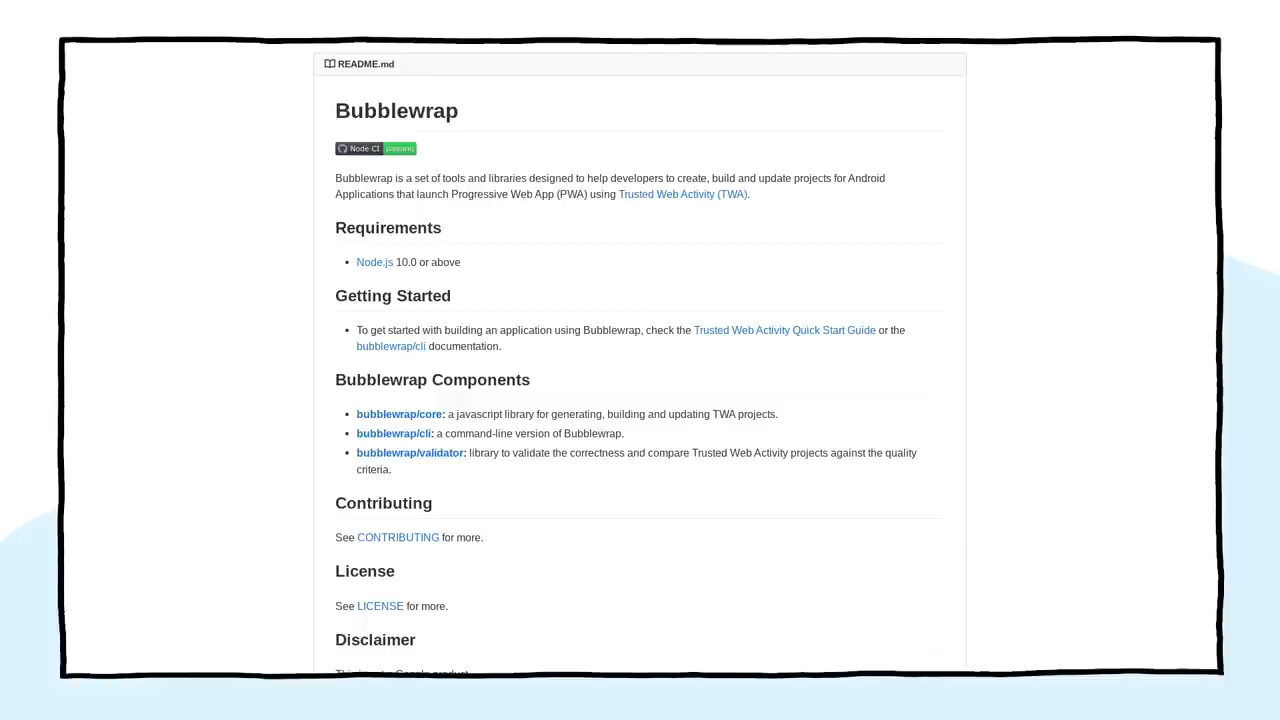 README.md
Bubblewrap
Node CI passing
Bubblewrap is a set of tools and libraries designed to help developers to create, build and update projects for Android
Applications that launch Progressive Web App (PWA) using Trusted Web Activity (TWA).
Requirements
• Node.js 10.0 or above
Getting Started
• To get started with building an application using Bubblewrap, check the Trusted Web Activity Quick Start Guide or the
bubblewrap/cli documentation.
Bubblewrap Components
• bubblewrap/core: a javascript library for generating, building and updating TWA projects.
• bubblewrap/cli: a command-line version of Bubblewrap.
• bubblewrap/validator: library to validate the correctness and compare Trusted Web Activity projects against the quality
criteria.
Contributing
See CONTRIBUTING for more.
License
See LICENSE for more.
Disclaimer